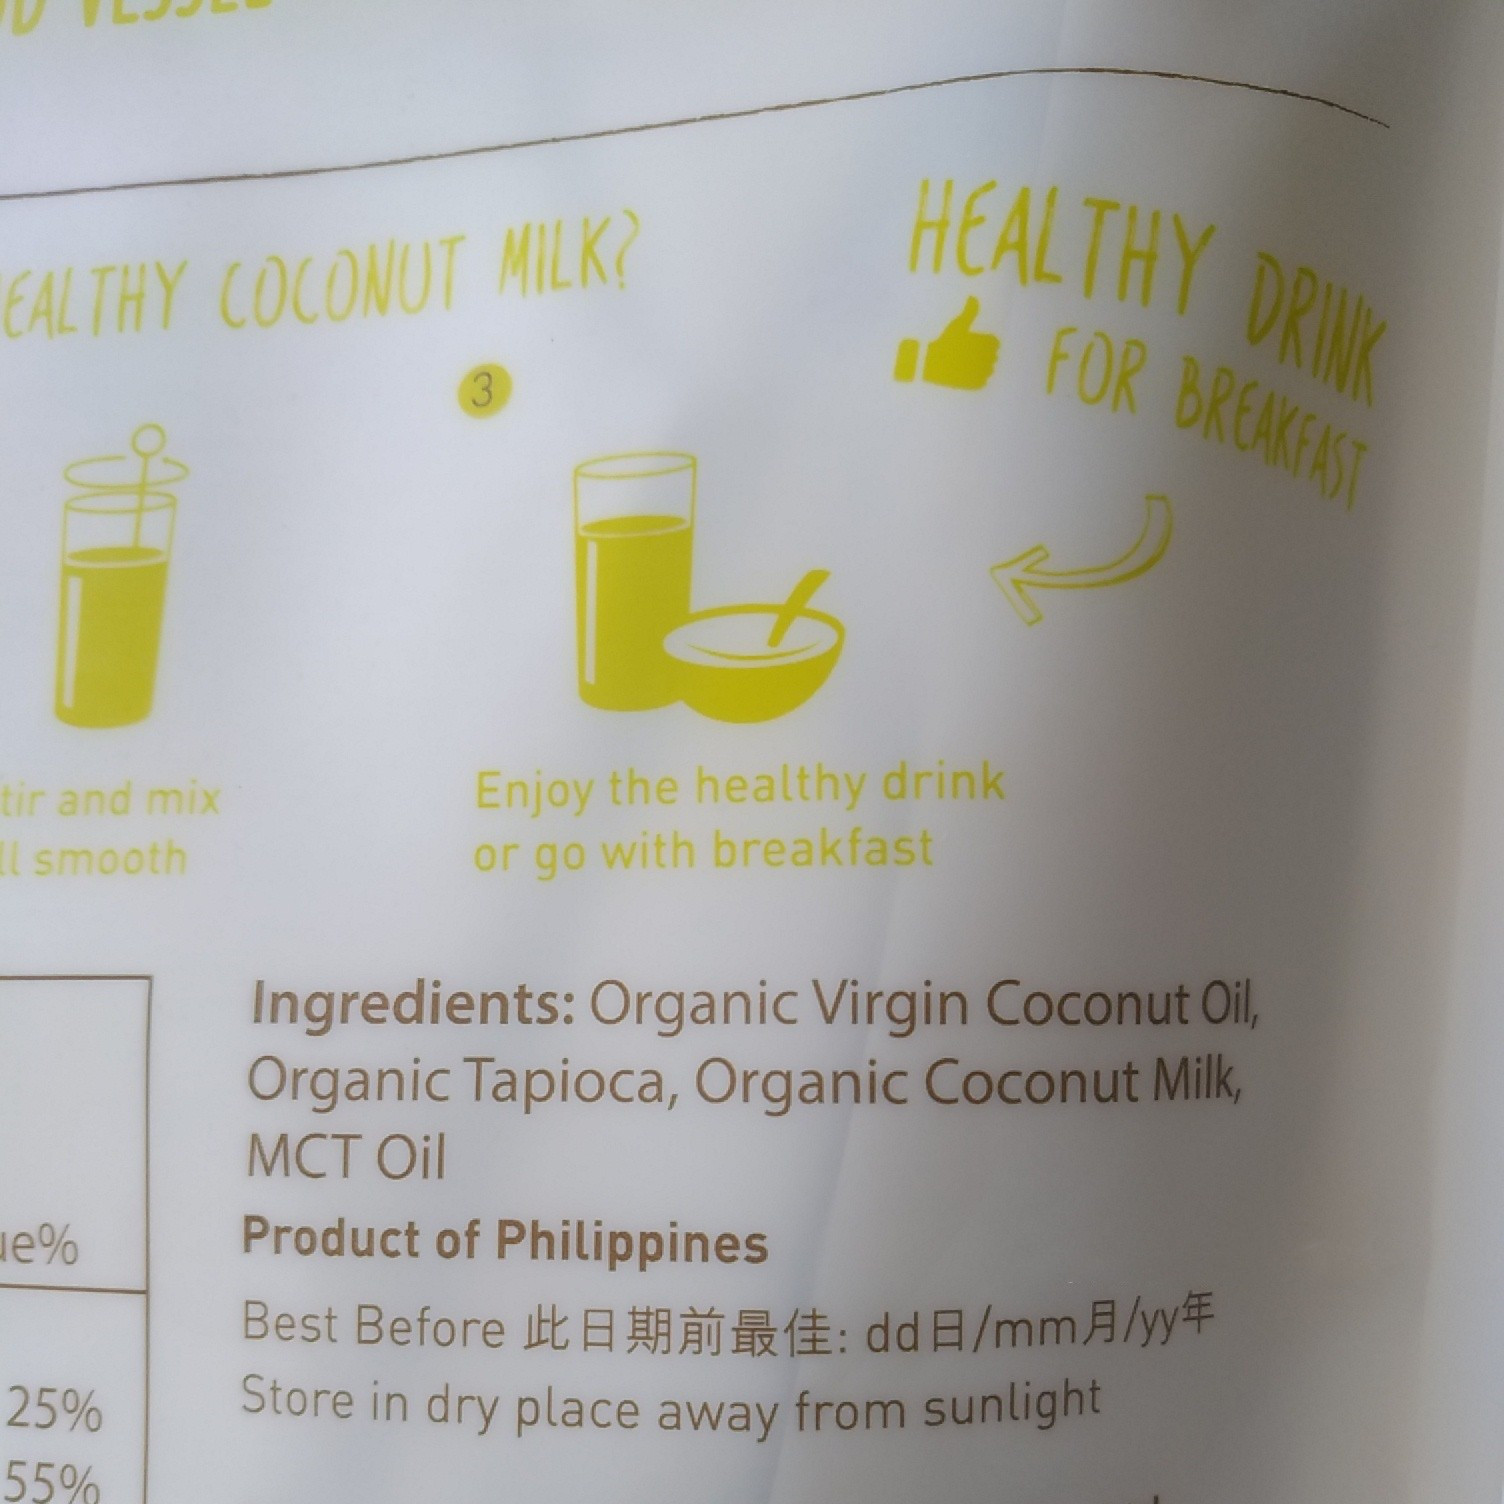 VESSEL
HEALTHY COCONUT MILK?
HEALTHY DRINK
FOR BREAKFAST
3
tir and mix
ll smooth
Enjoy the healthy drink
or go with breakfast
Ingredients: Organic Virgin Coconut Oil,
Organic Tapioca, Organic Coconut Milk,
MCT Oil
Product of Philippines
ue%
Best Before 此日期前最佳: dd日/mm月/yy年
25%
Store in dry place away from sunlight
55%